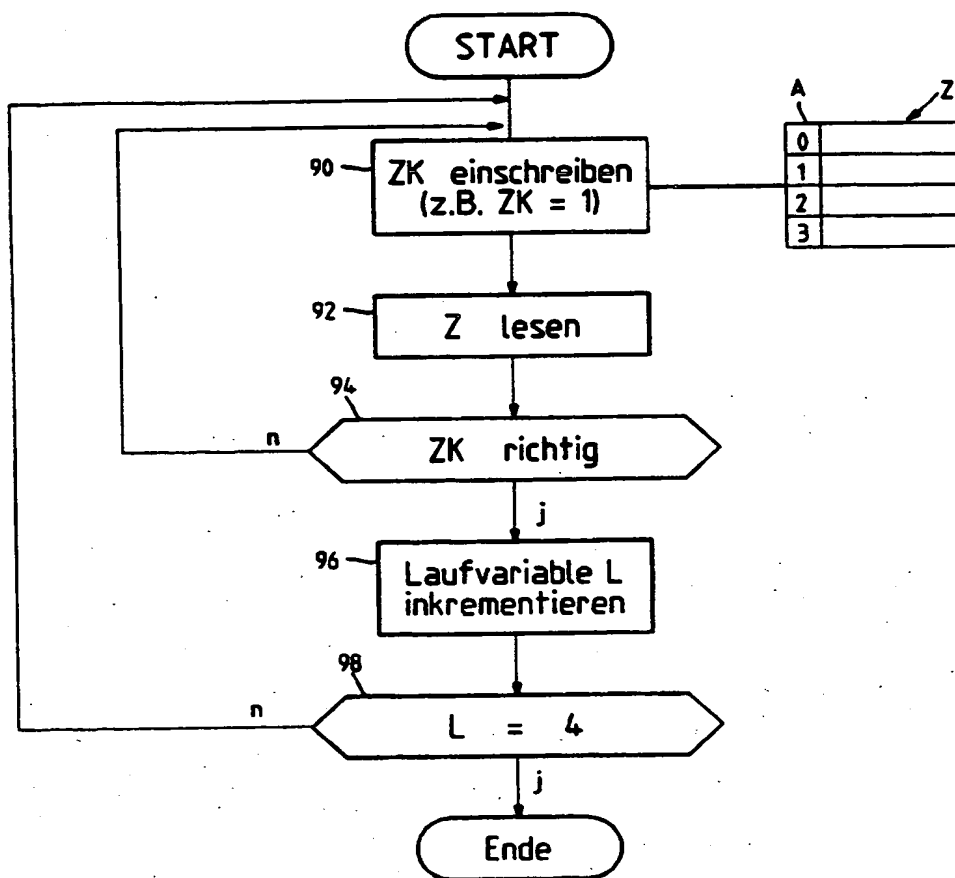 START
A
Z
90
ZK einschreiben
(z.B. ZK = 1)
0
1
2
3
92
Z lesen
94
n
ZK richtig
j
96
Laufvariable L
inkrementieren
98
n
L = 4
j
Ende